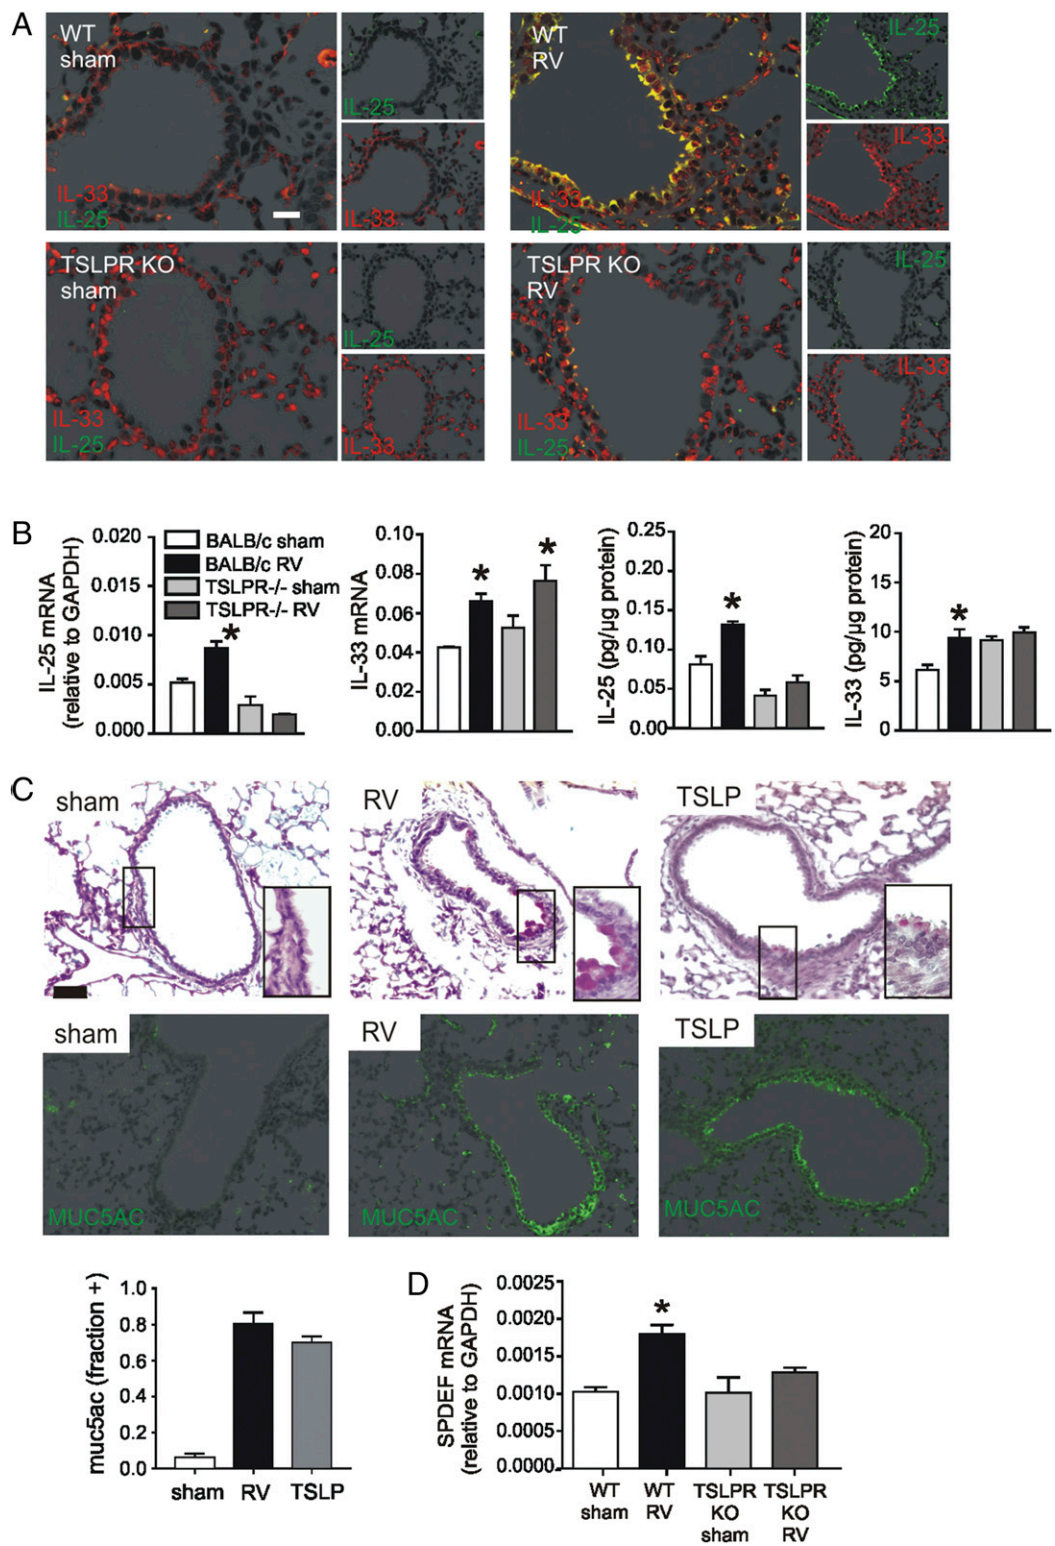 A
WT
sham
IL-33
IL-25
IL-25
IL-33
WT
RV
IL-33
IL-25
IL-25
IL-33
TSLPR KO
sham
IL-33
IL-25
IL-25
IL-33
TSLPR KO
RV
IL-33
IL-25
IL-25
IL-33
B
IL-25 mRNA
(relative to GAPDH)
0.020
0.015
0.010
0.005
0.000
BALB/c sham
BALB/c RV
TSLPR-/- sham
TSLPR-/- RV
*
IL-33 mRNA
0.10
0.08
0.06
0.04
0.02
0.00
*
*
IL-25 (pg/µg protein)
0.25
0.20
0.15
0.10
0.05
0.00
*
IL-33 (pg/µg protein)
20
15
10
5
0
*
C
sham
RV
TSLP
sham
MUC5AC
RV
MUC5AC
TSLP
MUC5AC
muc5ac (fraction +)
1.0
0.8
0.6
0.4
0.2
0.0
sham
RV
TSLP
D
SPDEF mRNA
(relative to GAPDH)
0.0025
0.0020
0.0015
0.0010
0.0005
0.0000
*
WT
sham
WT
RV
TSLPR
KO
sham
TSLPR
KO
RV